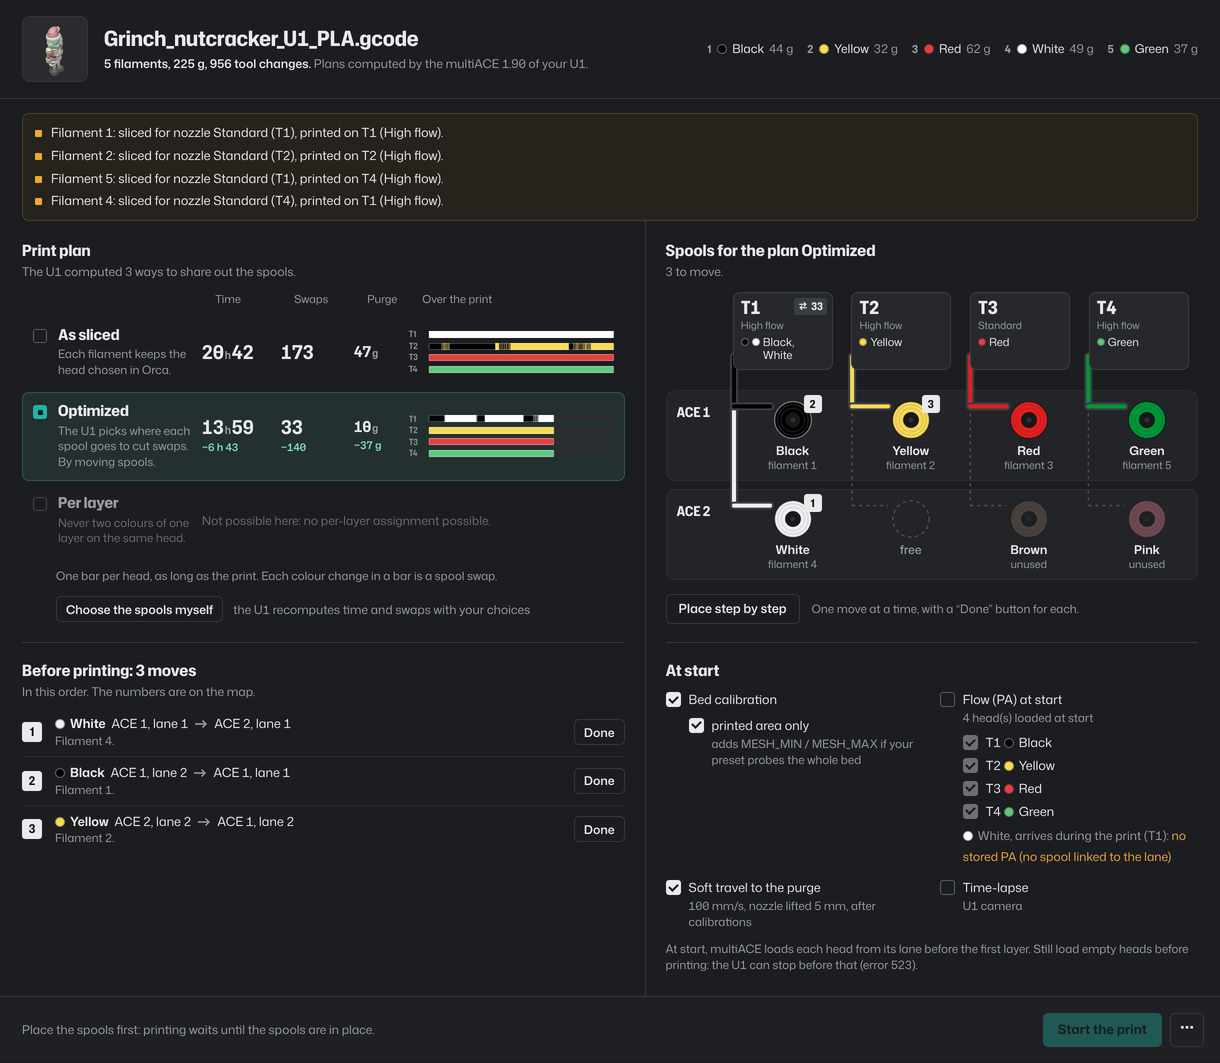 Grinch_nutcracker_U1_PLA.gcode
5 filaments, 225 g, 956 tool changes. Plans computed by the multiACE 1.90 of your U1.
1 Black 44 g 2 Yellow 32 g 3 Red 62 g 4 White 49 g 5 Green 37 g
Filament 1: sliced for nozzle Standard (T1), printed on T1 (High flow).
Filament 2: sliced for nozzle Standard (T2), printed on T2 (High flow).
Filament 5: sliced for nozzle Standard (T1), printed on T4 (High flow).
Filament 4: sliced for nozzle Standard (T4), printed on T1 (High flow).
Print plan
The U1 computed 3 ways to share out the spools.
Time Swaps Purge Over the print
As sliced
Each filament keeps the
head chosen in Orca.
20h42 173 47g
T1
T2
T3
T4
Optimized
The U1 picks where each
spool goes to cut swaps.
By moving spools.
13h59 33 10g
−6 h 43 −140 −37 g
T1
T2
T3
T4
Per layer
Never two colours of one
layer on the same head.
Not possible here: no per-layer assignment possible.
One bar per head, as long as the print. Each colour change in a bar is a spool swap.
Choose the spools myself the U1 recomputes time and swaps with your choices
Before printing: 3 moves
In this order. The numbers are on the map.
1 White ACE 1, lane 1 → ACE 2, lane 1 Done
Filament 4.
2 Black ACE 1, lane 2 → ACE 1, lane 1 Done
Filament 1.
3 Yellow ACE 2, lane 2 → ACE 1, lane 2 Done
Filament 2.
Spools for the plan Optimized
3 to move.
T1 ⇄ 33 T2 T3 T4
High flow High flow Standard High flow
Black, White Yellow Red Green
ACE 1
2 3
Black Yellow Red Green
filament 1 filament 2 filament 3 filament 5
ACE 2
1
White free Brown Pink
filament 4 unused unused
Place step by step One move at a time, with a “Done” button for each.
At start
Bed calibration
printed area only
adds MESH_MIN / MESH_MAX if your
preset probes the whole bed
Flow (PA) at start
4 head(s) loaded at start
T1 Black
T2 Yellow
T3 Red
T4 Green
White, arrives during the print (T1): no
stored PA (no spool linked to the lane)
Soft travel to the purge
100 mm/s, nozzle lifted 5 mm, after
calibrations
Time-lapse
U1 camera
At start, multiACE loads each head from its lane before the first layer. Still load empty heads before
printing: the U1 can stop before that (error 523).
Place the spools first: printing waits until the spools are in place.
Start the print ...